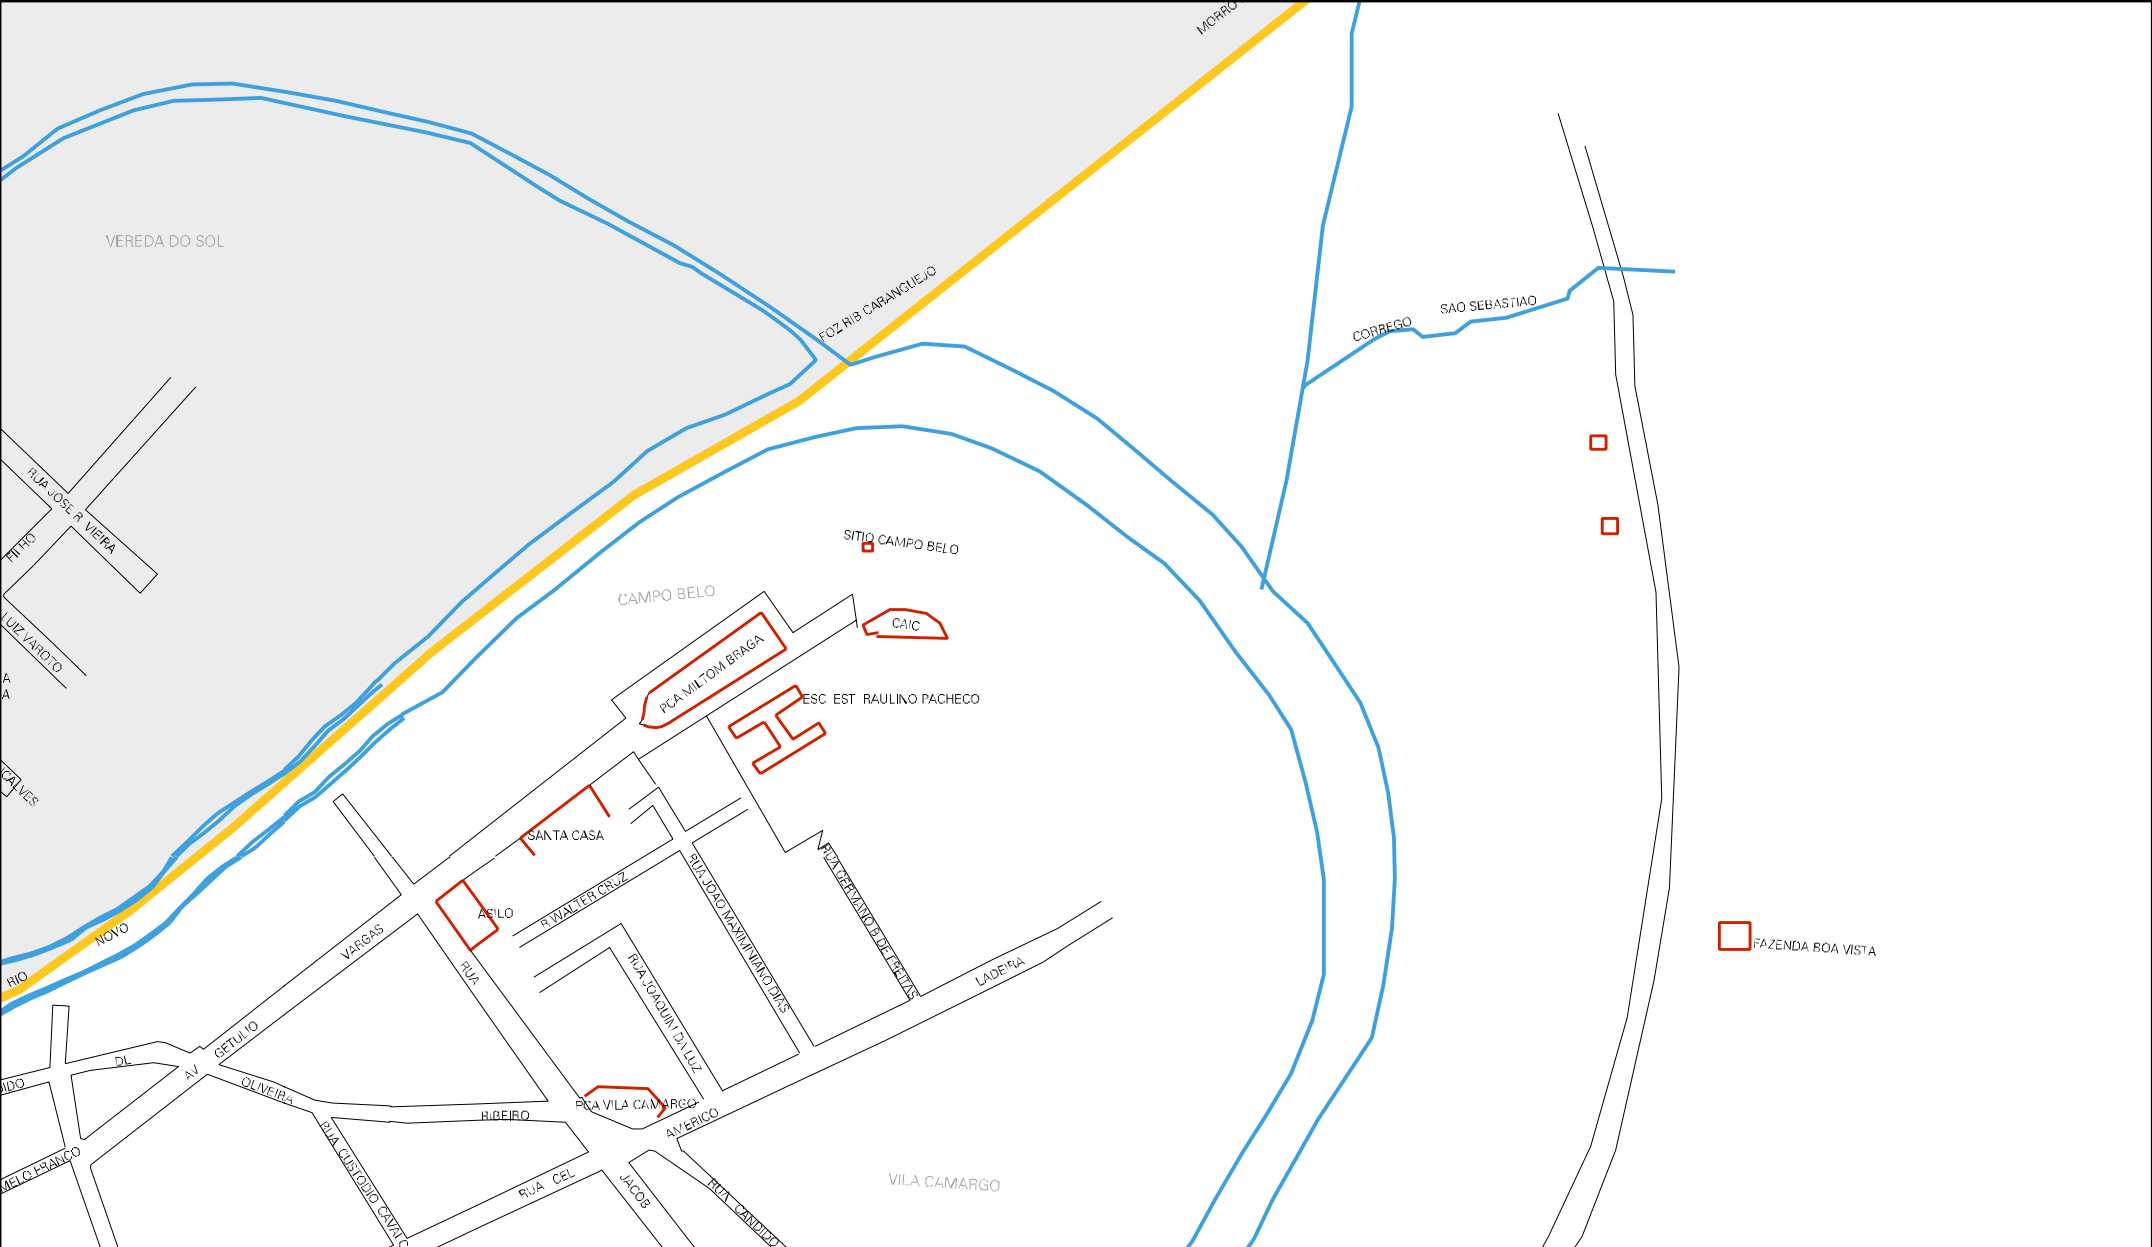 MORRO
VEREDA DO SOL
FOZ RIB CARANGUEJO
CORREGO
SAO SEBASTIAO
RUA JOSE R. VIEIRA
LUIZ VAROTO
A
A
SITIO CAMPO BELO
CAMPO BELO
CAIC
PCA MILTOM BRAGA
ESC EST RAULINO PACHECO
SANTA CASA
ASILO
R WALTER CRUZ
RUA JOAO MAXIMINIANO DIAS
RUA GERMANO B DE FREITAS
RUA JOAQUIM DA LUZ
NOVO
RIO
VARGAS
GETULIO
AV
RUA
LADEIRA
FAZENDA BOA VISTA
DL
OLIVEIRA
RIBEIRO
PCA VILA CAMARGO
AMERICO
MELO FRANCO
RUA CUSTODIO CAVALC
RUA CEL
JACOB
RUA CANDIDO
VILA CAMARGO